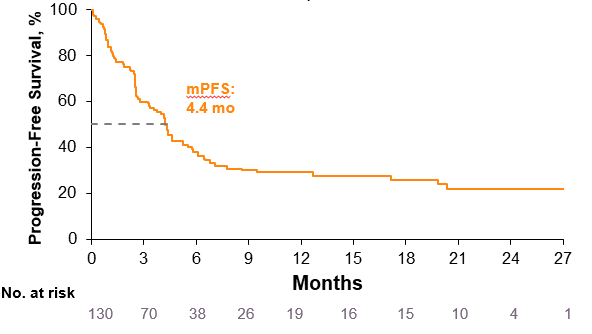 Progression-Free Survival, %
100
80
60
40
20
0
mPFS:
4.4 mo
0 3 6 9 12 15 18 21 24 27
Months
No. at risk
130 70 38 26 19 16 15 10 4 1